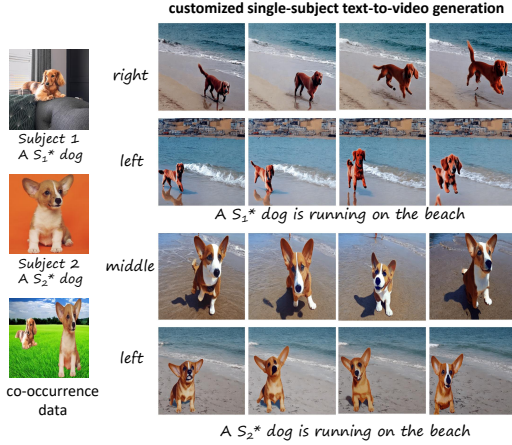 customized single-subject text-to-video generation
right
Subject 1
A S₁* dog
left
A S₁* dog is running on the beach
Subject 2
A S₂* dog
middle
left
co-occurrence
data
A S₂* dog is running on the beach